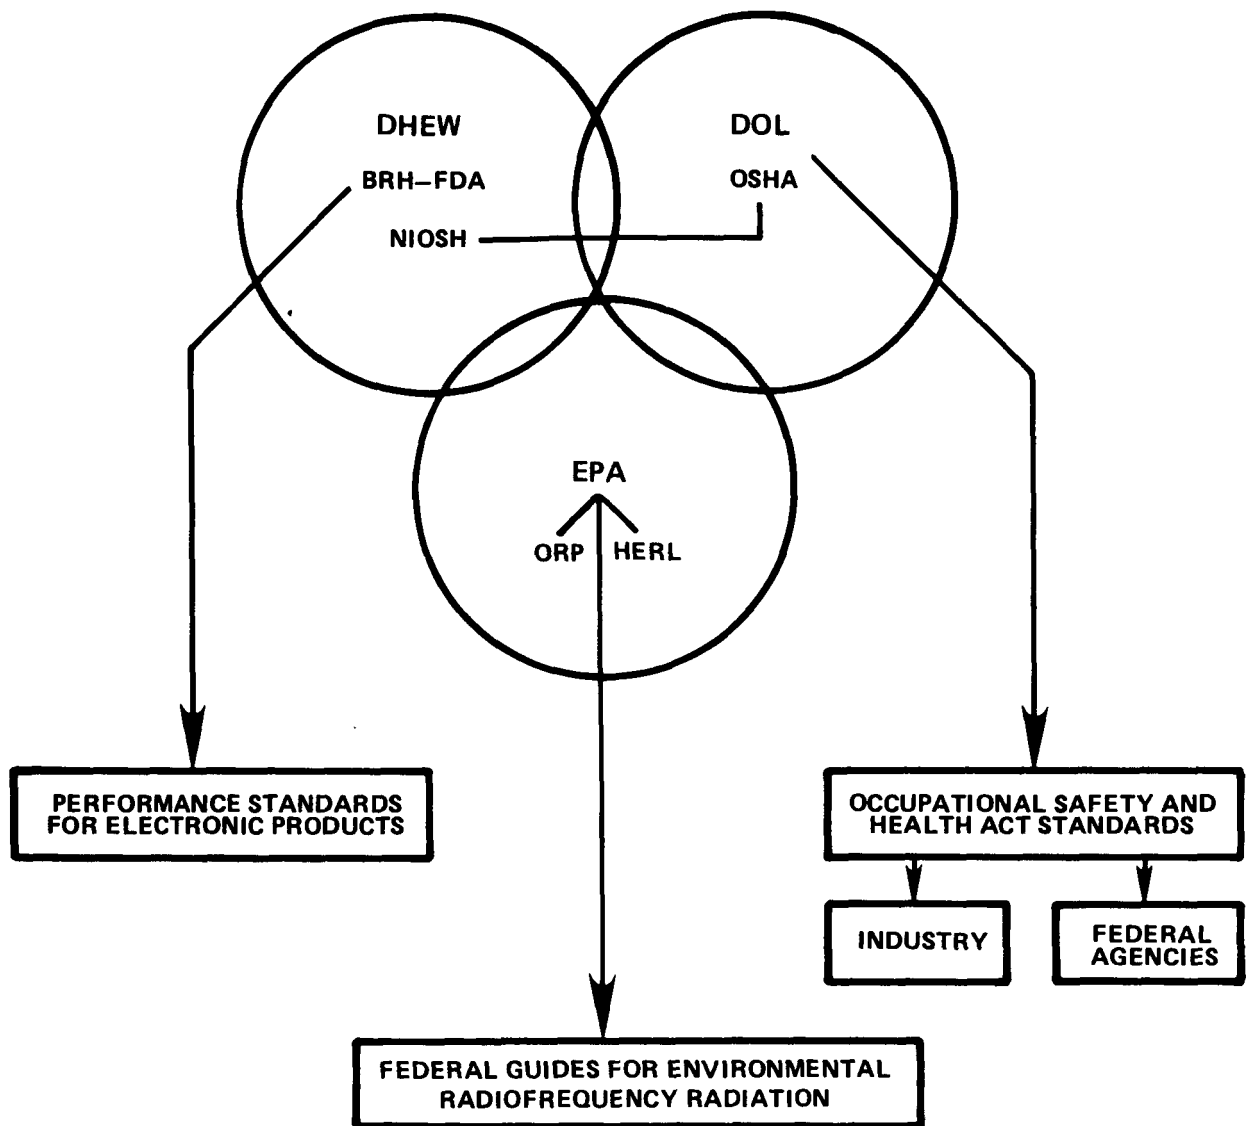 DHEW
BRH–FDA
NIOSH
DOL
OSHA
EPA
ORP
HERL
PERFORMANCE STANDARDS
FOR ELECTRONIC PRODUCTS
OCCUPATIONAL SAFETY AND
HEALTH ACT STANDARDS
INDUSTRY
FEDERAL
AGENCIES
FEDERAL GUIDES FOR ENVIRONMENTAL
RADIOFREQUENCY RADIATION